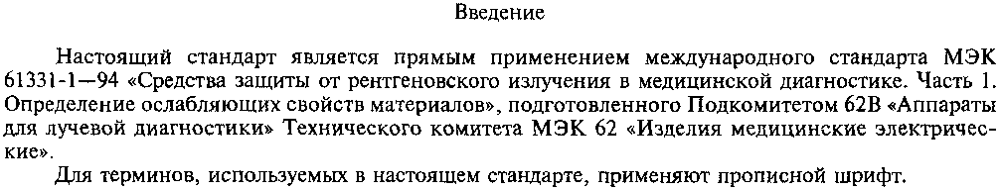 Введение
Настоящий стандарт является прямым применением международного стандарта МЭК
61331-1—94 «Средства защиты от рентгеновского излучения в медицинской диагностике. Часть 1.
Определение ослабляющих свойств материалов», подготовленного Подкомитетом 62В «Аппараты
для лучевой диагностики» Технического комитета МЭК 62 «Изделия медицинские электричес-
кие».
Для терминов, используемых в настоящем стандарте, применяют прописной шрифт.